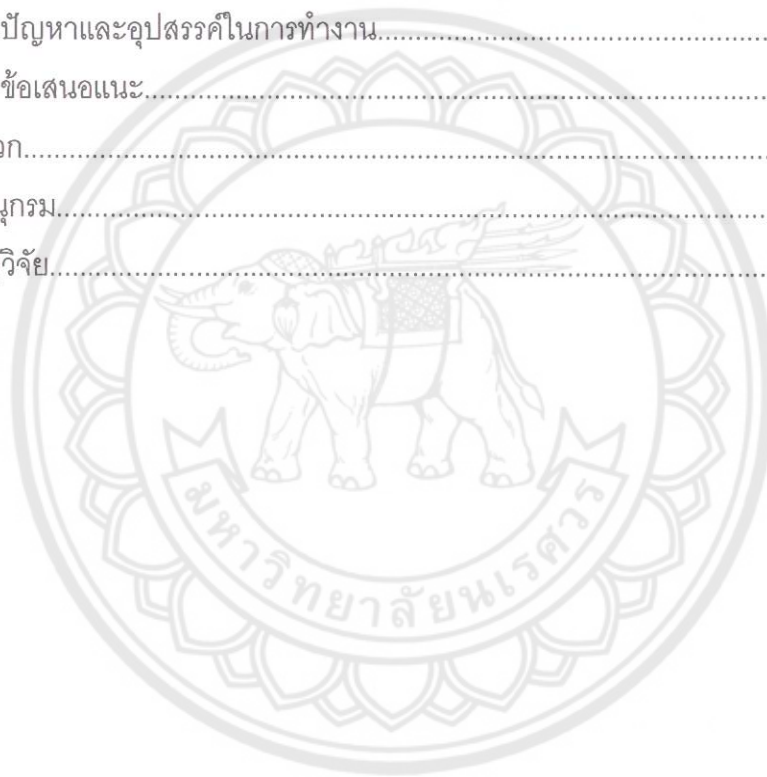 ปัญหาและอุปสรรค์ในการทำงาน
ข้อเสนอแนะ
วก
นุกรม
วิจัย
มหาวิทยาลัยนเรศวร